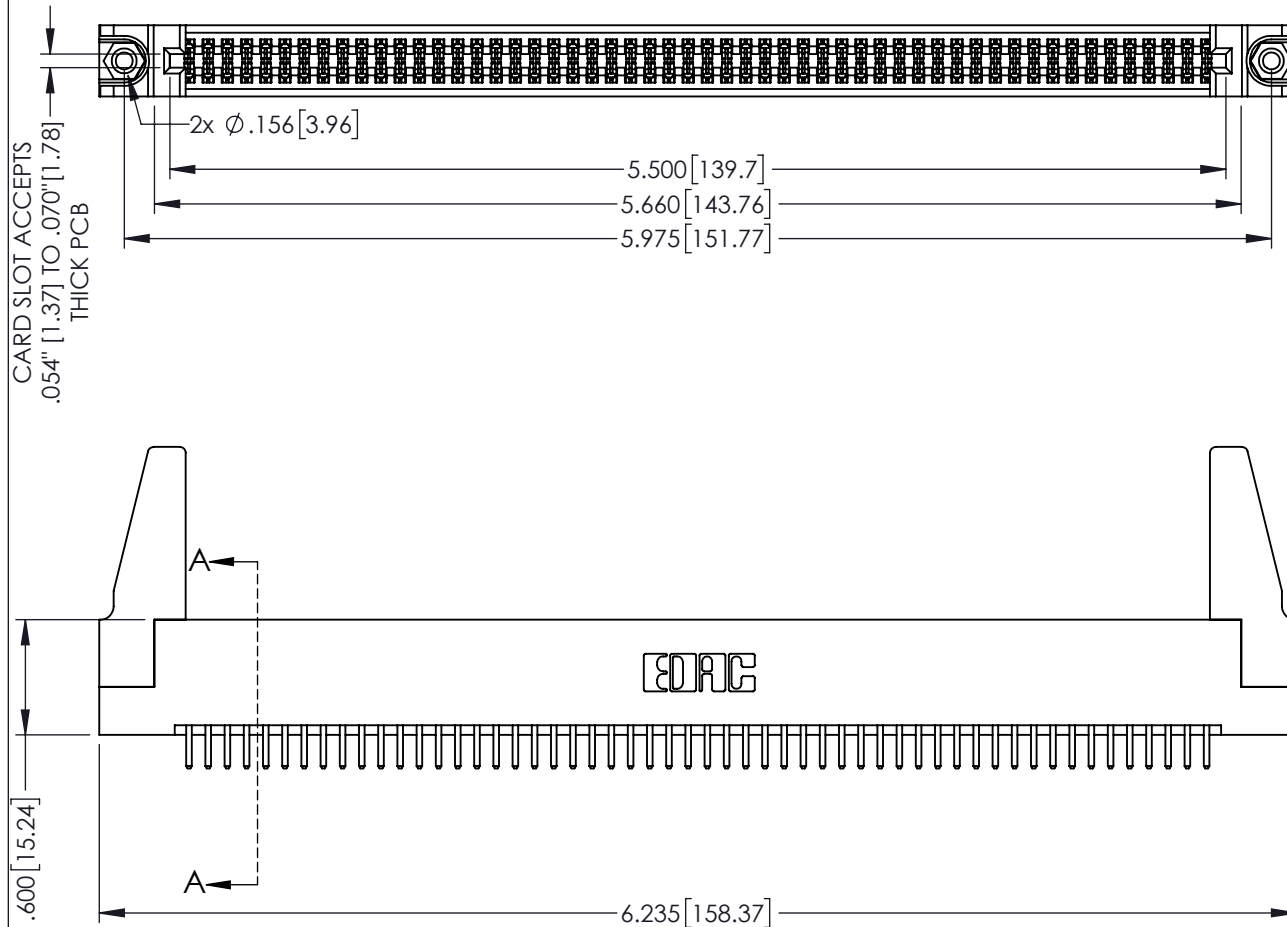 2x Ø.156[3.96]
5.500[139.7]
5.660[143.76]
5.975[151.77]
CARD SLOT ACCEPTS
.054" [1.37] TO .070"[1.78]
THICK PCB
A
EDAC
.600[15.24]
A
6.235[158.37]